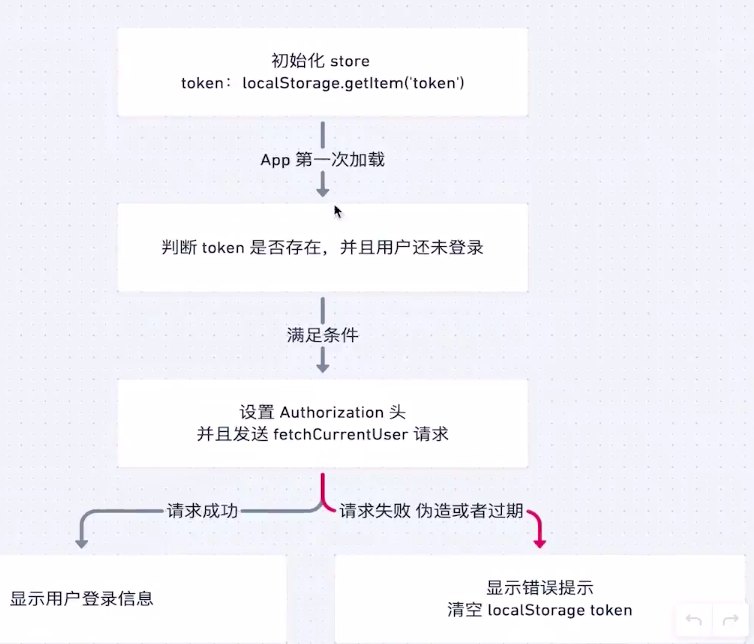 初始化 store
token：localStorage.getItem('token')
App 第一次加载
判断 token 是否存在，并且用户还未登录
满足条件
设置 Authorization 头
并且发送 fetchCurrentUser 请求
请求成功
请求失败 伪造或者过期
显示用户登录信息
显示错误提示
清空 localStorage token